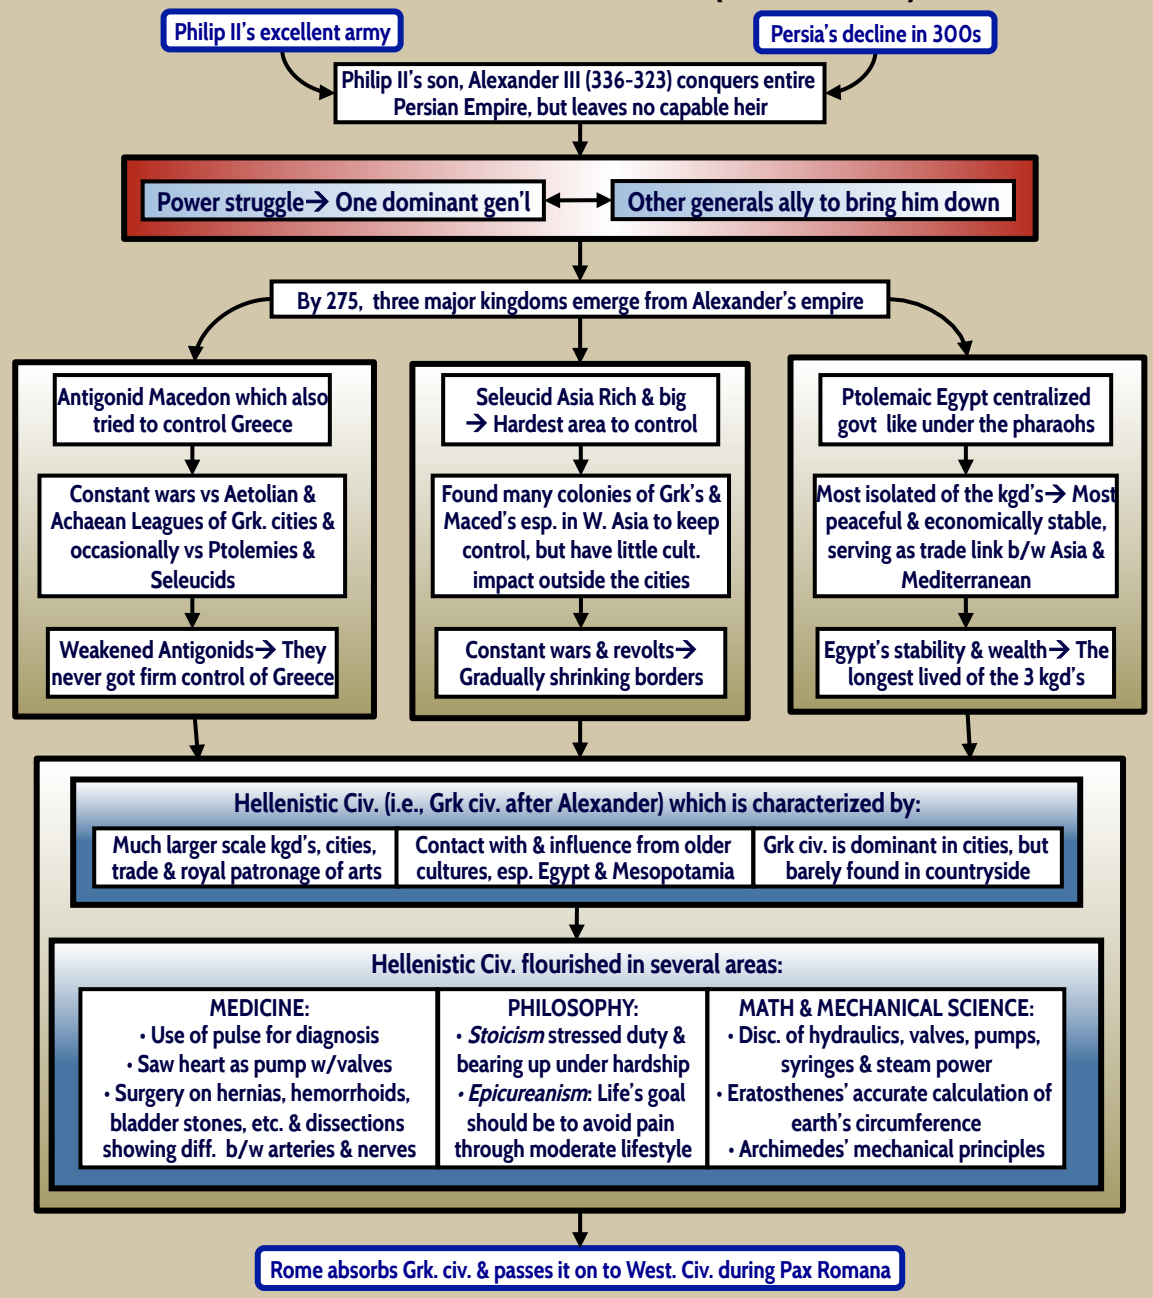 Philip II's excellent army
Persia's decline in 300s
Philip II's son, Alexander III (336-323) conquers entire
Persian Empire, but leaves no capable heir
Power struggle→ One dominant gen'l
Other generals ally to bring him down
By 275, three major kingdoms emerge from Alexander's empire
Antigonid Macedon which also
tried to control Greece
Constant wars vs Aetolian &
Achaean Leagues of Grk. cities &
occasionally vs Ptolemies &
Seleucids
Weakened Antigonids→ They
never got firm control of Greece
Seleucid Asia Rich & big
→ Hardest area to control
Found many colonies of Grk's &
Maced's esp. in W. Asia to keep
control, but have little cult.
impact outside the cities
Constant wars & revolts→
Gradually shrinking borders
Ptolemaic Egypt centralized
govt like under the pharaohs
Most isolated of the kgd's→ Most
peaceful & economically stable,
serving as trade link b/w Asia &
Mediterranean
Egypt's stability & wealth→ The
longest lived of the 3 kgd's
Hellenistic Civ. (i.e., Grk civ. after Alexander) which is characterized by:
Much larger scale kgd's, cities,
trade & royal patronage of arts
Contact with & influence from older
cultures, esp. Egypt & Mesopotamia
Grk civ. is dominant in cities, but
barely found in countryside
Hellenistic Civ. flourished in several areas:
MEDICINE:
• Use of pulse for diagnosis
• Saw heart as pump w/valves
• Surgery on hernias, hemorrhoids,
bladder stones, etc. & dissections
showing diff. b/w arteries & nerves
PHILOSOPHY:
• Stoicism stressed duty &
bearing up under hardship
• Epicureanism: Life's goal
should be to avoid pain
through moderate lifestyle
MATH & MECHANICAL SCIENCE:
• Disc. of hydraulics, valves, pumps,
syringes & steam power
• Eratosthenes' accurate calculation of
earth's circumference
• Archimedes' mechanical principles
Rome absorbs Grk. civ. & passes it on to West. Civ. during Pax Romana